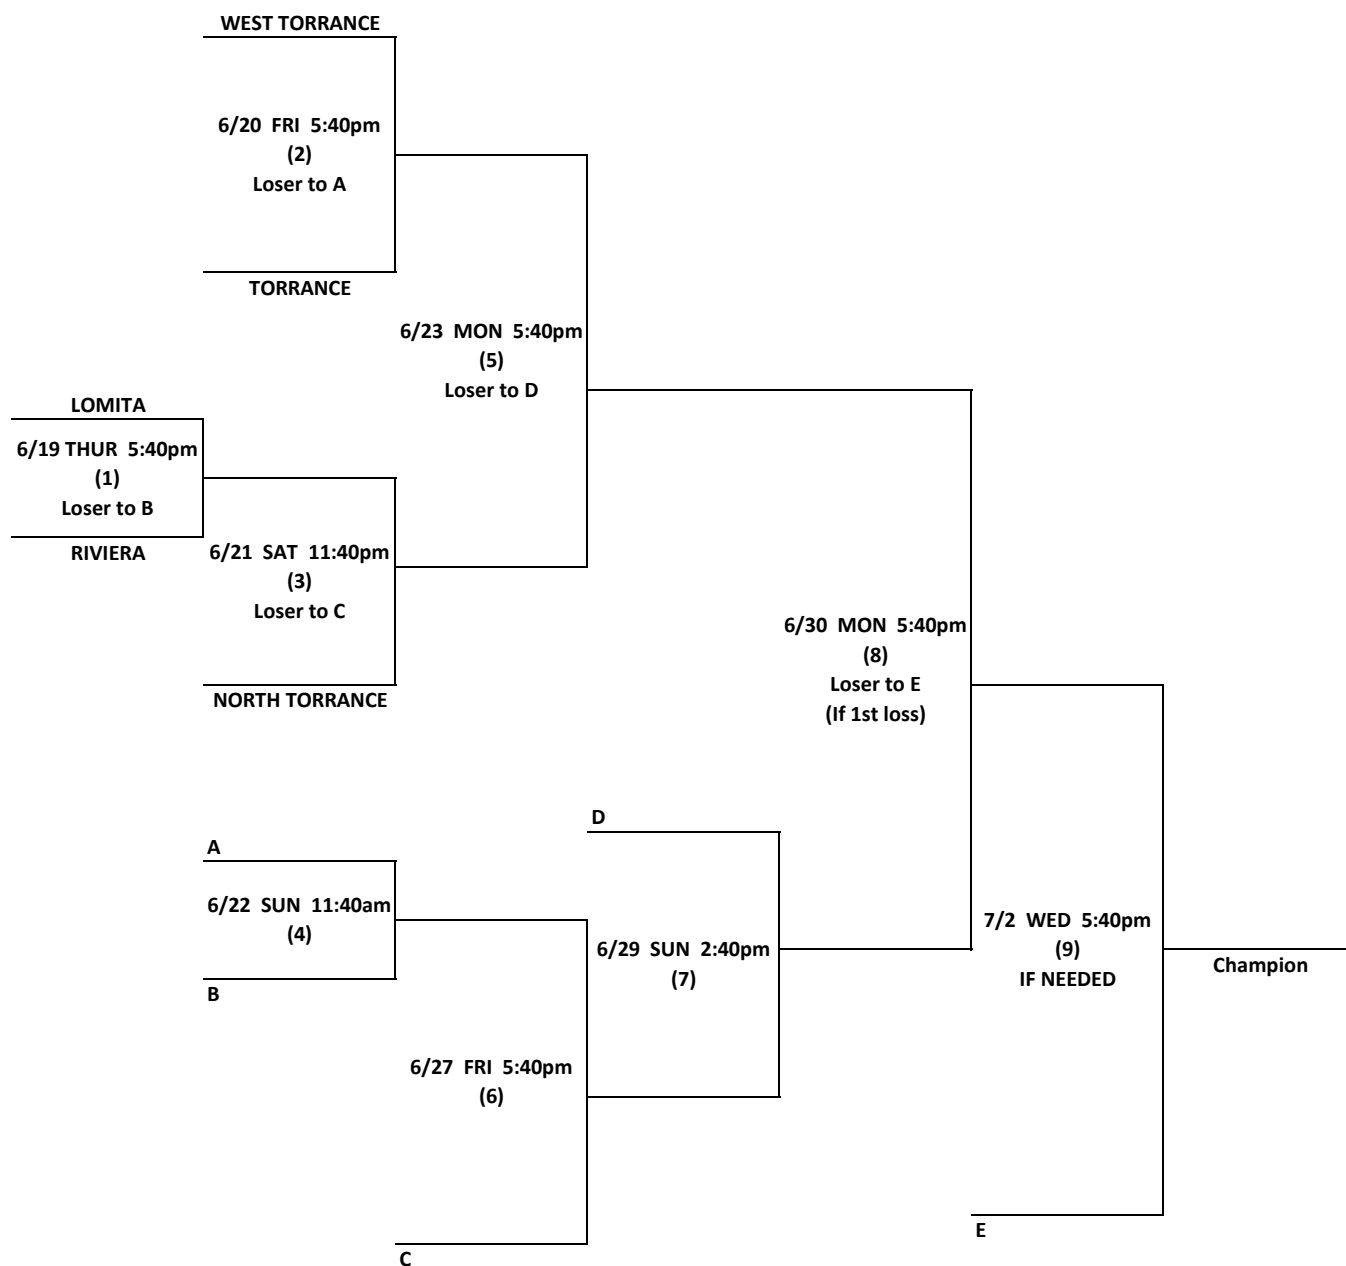 WEST TORRANCE
6/20 FRI 5:40pm
(2)
Loser to A
TORRANCE
6/23 MON 5:40pm
(5)
Loser to D
LOMITA
6/19 THUR 5:40pm
(1)
Loser to B
RIVIERA
6/21 SAT 11:40pm
(3)
Loser to C
NORTH TORRANCE
6/30 MON 5:40pm
(8)
Loser to E
(If 1st loss)
D
A
6/22 SUN 11:40am
(4)
B
6/29 SUN 2:40pm
(7)
7/2 WED 5:40pm
(9)
IF NEEDED
Champion
6/27 FRI 5:40pm
(6)
C
E